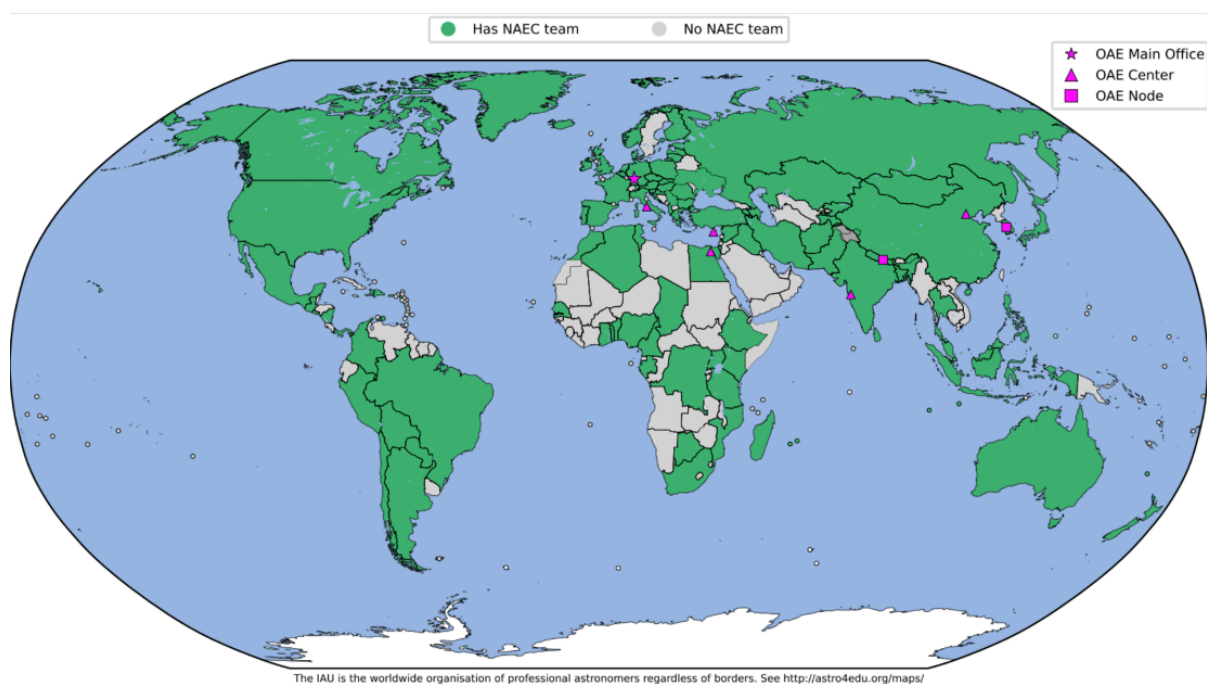 Has NAEC team
No NAEC team
OAE Main Office
OAE Center
OAE Node
The IAU is the worldwide organisation of professional astronomers regardless of borders. See http://astro4edu.org/maps/